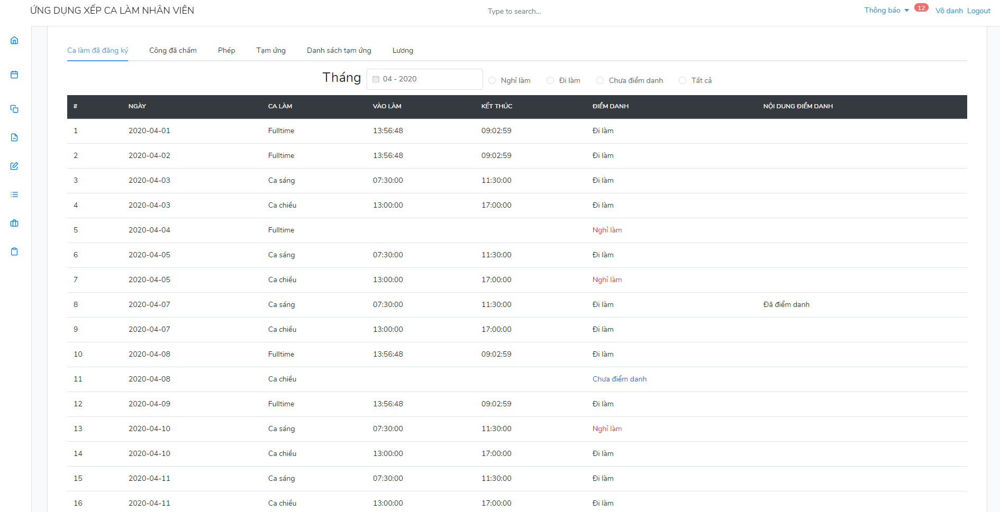 ỨNG DỤNG XẾP CA LÀM NHÂN VIÊN Type to search... Thông báo 12 Vô danh Logout
Ca làm đã đăng ký Công đã chấm Phép Tạm ứng Danh sách tạm ứng Lương
Tháng 04 - 2020 Nghỉ làm Đi làm Chưa điểm danh Tất cả
# NGÀY CA LÀM VÀO LÀM KẾT THÚC ĐIỂM DANH NỘI DUNG ĐIỂM DANH
1 2020-04-01 Fulltime 13:56:48 09:02:59 Đi làm
2 2020-04-02 Fulltime 13:56:48 09:02:59 Đi làm
3 2020-04-03 Ca sáng 07:30:00 11:30:00 Đi làm
4 2020-04-03 Ca chiều 13:00:00 17:00:00 Đi làm
5 2020-04-04 Fulltime Nghỉ làm
6 2020-04-05 Ca sáng 07:30:00 11:30:00 Đi làm
7 2020-04-05 Ca chiều 13:00:00 17:00:00 Nghỉ làm
8 2020-04-07 Ca sáng 07:30:00 11:30:00 Đi làm Đã điểm danh
9 2020-04-07 Ca chiều 13:00:00 17:00:00 Đi làm
10 2020-04-08 Fulltime 13:56:48 09:02:59 Đi làm
11 2020-04-08 Ca chiều Chưa điểm danh
12 2020-04-09 Fulltime 13:56:48 09:02:59 Đi làm
13 2020-04-10 Ca sáng 07:30:00 11:30:00 Nghỉ làm
14 2020-04-10 Ca chiều 13:00:00 17:00:00 Đi làm
15 2020-04-11 Ca sáng 07:30:00 11:30:00 Đi làm
16 2020-04-11 Ca chiều 13:00:00 17:00:00 Đi làm